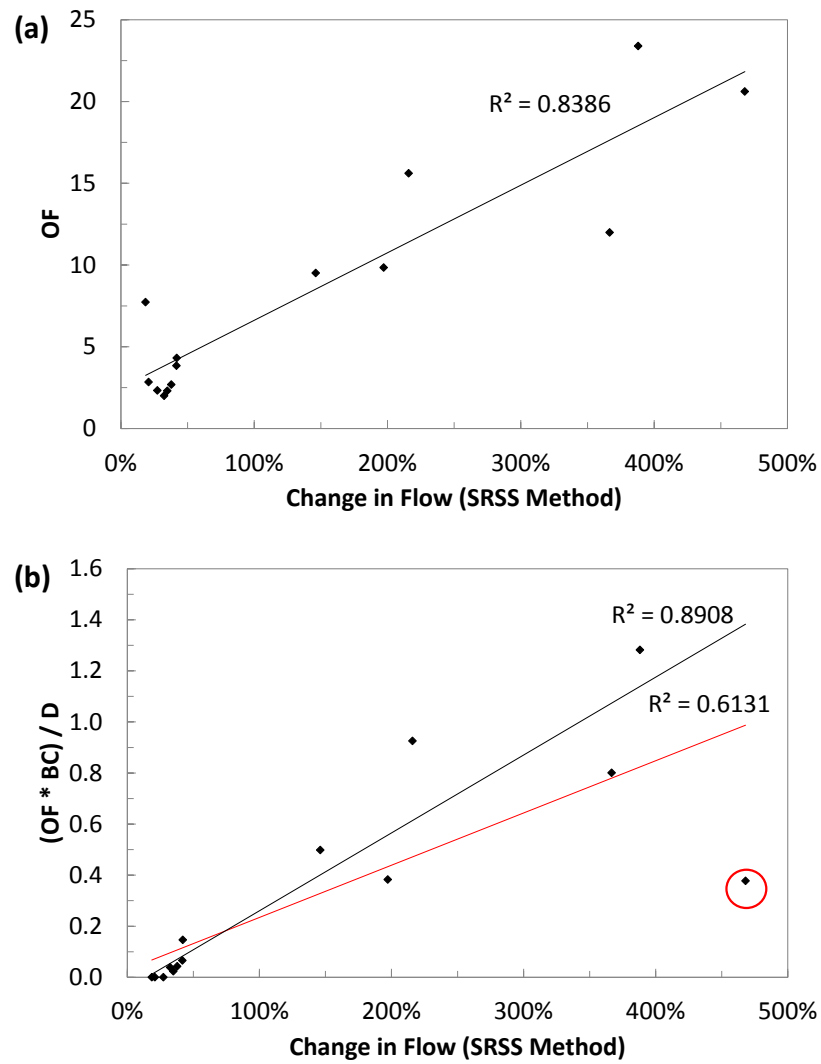 (a)
25
20
15
10
5
0
OF
R² = 0.8386
0% 100% 200% 300% 400% 500%
Change in Flow (SRSS Method)
(b)
1.6
1.4
1.2
1.0
0.8
0.6
0.4
0.2
0.0
(OF * BC) / D
R² = 0.8908
R² = 0.6131
0% 100% 200% 300% 400% 500%
Change in Flow (SRSS Method)